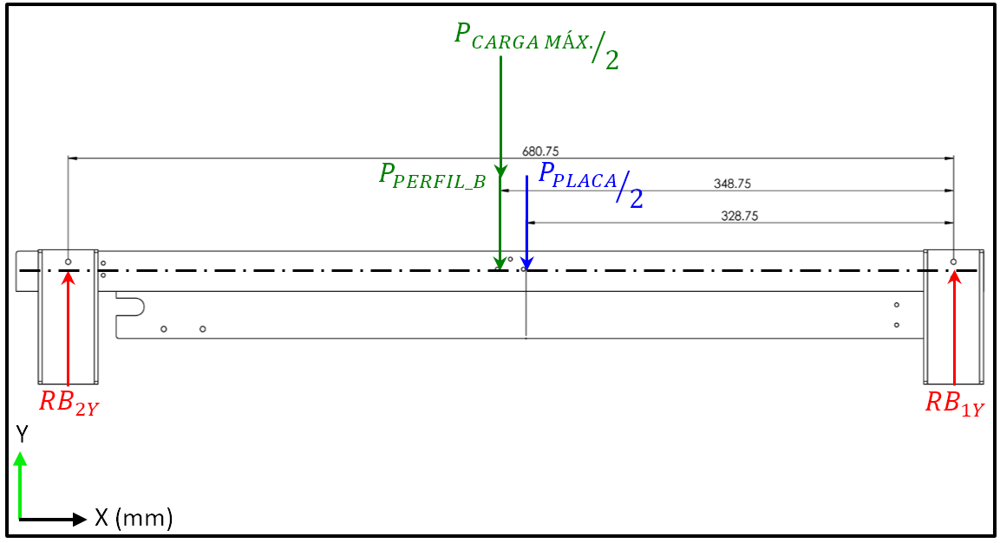 P_CARGA MÁX./2
680.75
P_PERFIL_B
P_PLACA/2
348.75
328.75
RB_2Y
RB_1Y
Y
X (mm)